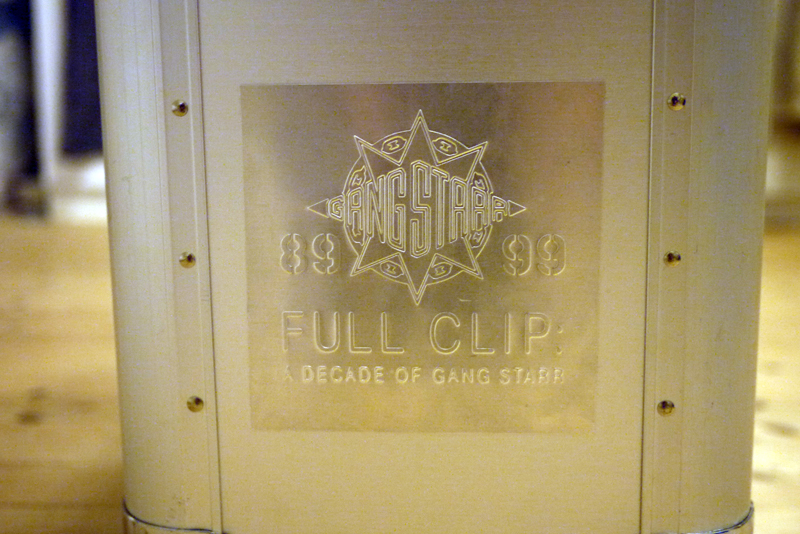 GANG STARR
89 99
FULL CLIP:
A DECADE OF GANG STARR